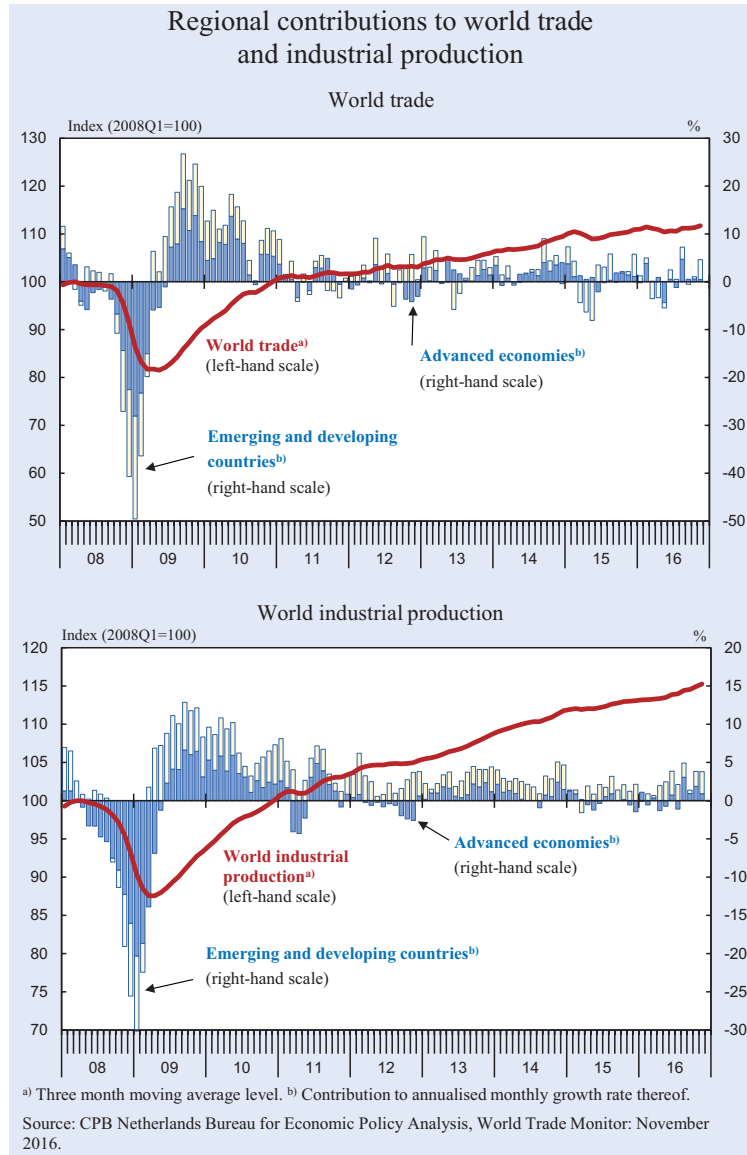 Regional contributions to world trade
and industrial production
World trade
Index (2008Q1=100)
%
130
120
110
100
90
80
70
60
50
30
20
10
0
-10
-20
-30
-40
-50
World trade a)
(left-hand scale)
Advanced economies b)
(right-hand scale)
Emerging and developing
countries b)
(right-hand scale)
08 09 10 11 12 13 14 15 16
World industrial production
Index (2008Q1=100)
%
120
115
110
105
100
95
90
85
80
75
70
20
15
10
5
0
-5
-10
-15
-20
-25
-30
World industrial
production a)
(left-hand scale)
Advanced economies b)
(right-hand scale)
Emerging and developing countries b)
(right-hand scale)
08 09 10 11 12 13 14 15 16
a) Three month moving average level. b) Contribution to annualised monthly growth rate thereof.
Source: CPB Netherlands Bureau for Economic Policy Analysis, World Trade Monitor: November
2016.